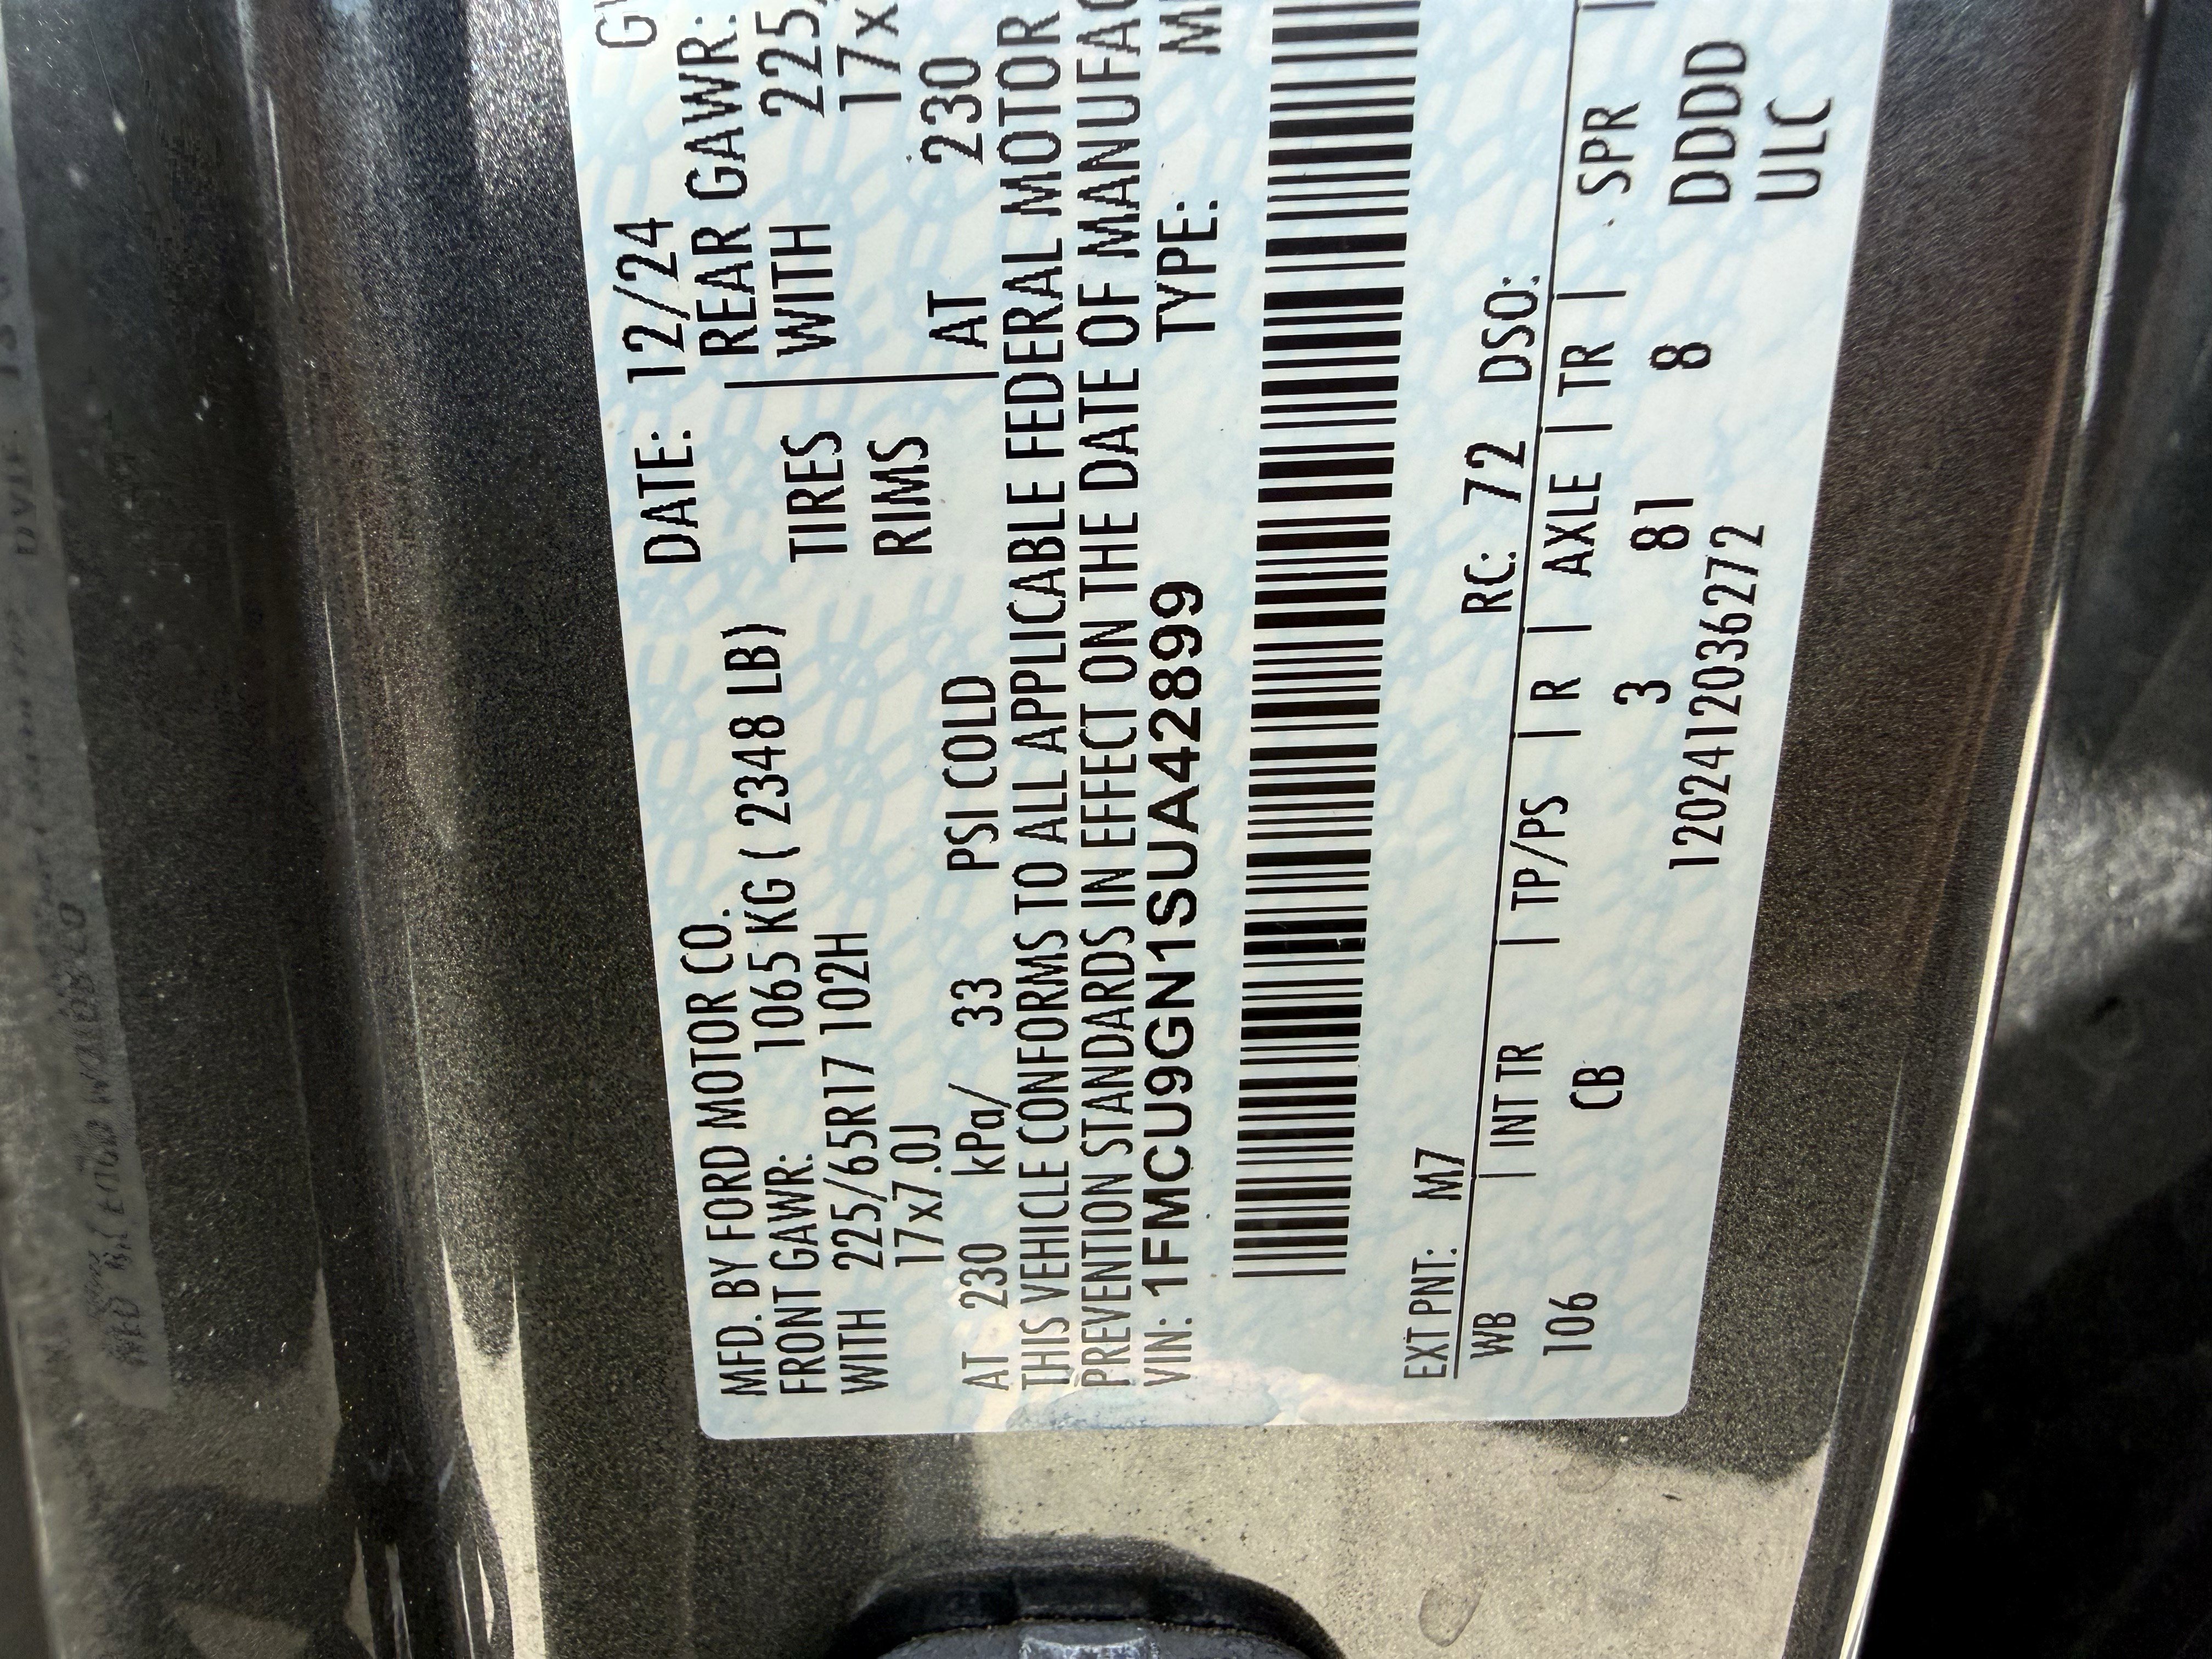 MFD. BY FORD MOTOR CO.
DATE: 12/24
FRONT GAWR: 1065 KG ( 2348 LB)
REAR GAWR:
WITH 225/65R17 102H TIRES WITH 225/
17x7.0J RIMS 17x
AT 230 kPa/ 33 PSI COLD AT 230
THIS VEHICLE CONFORMS TO ALL APPLICABLE FEDERAL MOTOR
PREVENTION STANDARDS IN EFFECT ON THE DATE OF MANUFAC
VIN: 1FMCU9GN1SUA42899 TYPE: M
EXT PNT: M7 RC: 72 DSO:
WB | INT TR | TP/PS | R | AXLE | TR | SPR
106 CB 3 81 8 DDDD
1202412036272 ULC